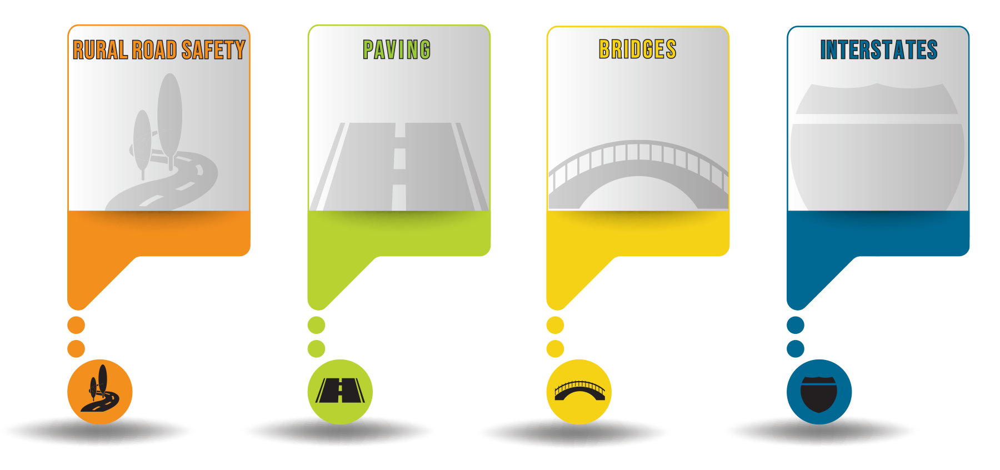 RURAL ROAD SAFETY
PAVING
BRIDGES
INTERSTATES